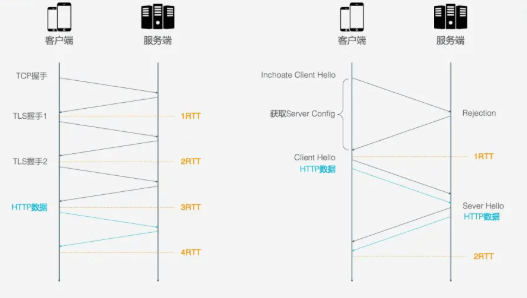 客户端
服务端
TCP握手
1RTT
TLS握手1
2RTT
TLS握手2
HTTP数据
3RTT
4RTT
客户端
服务端
Inchoate Client Hello
获取Server Config
Rejection
1RTT
Client Hello
HTTP数据
Sever Hello
HTTP数据
2RTT